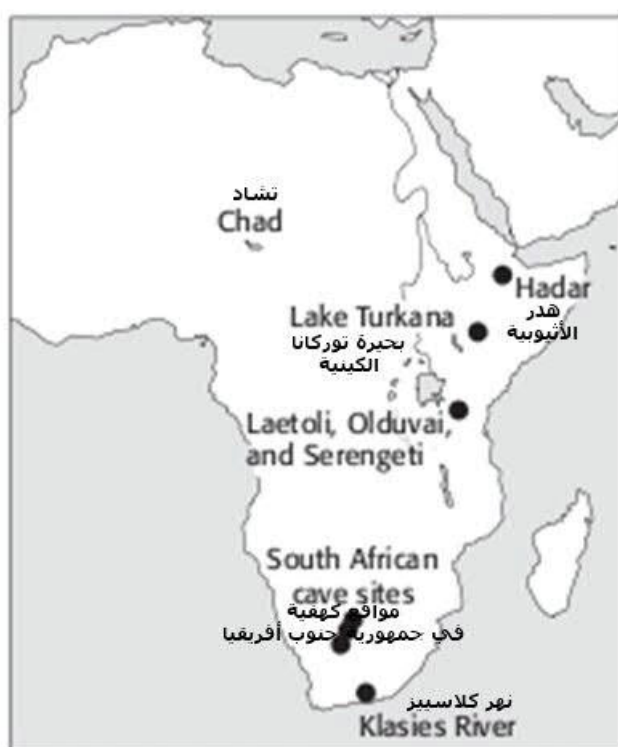 تشاد
Chad
Hadar
هدر
الأثيوبية
Lake Turkana
بحيرة توركانا
الكينية
Laetoli, Olduvai,
and Serengeti
South African
cave sites
مواقع كهفية
في جمهورية جنوب أفريقيا
نهر كلاسييز
Klasies River